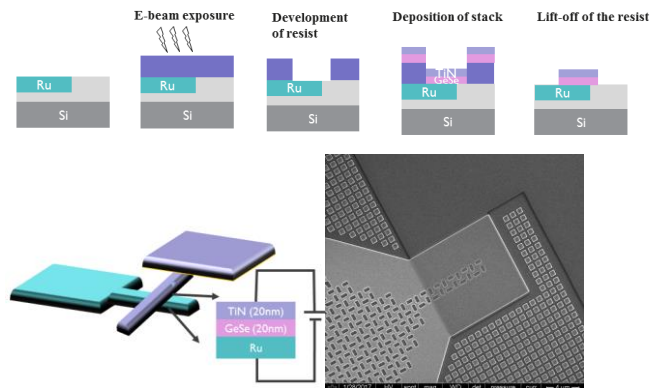 E-beam exposure
Development
of resist
Deposition of stack
Lift-off of the resist
Ru
Si
Ru
Si
Ru
Si
TiN
GeSe
Ru
Si
Ru
Si
TiN (20nm)
GeSe (20nm)
Ru